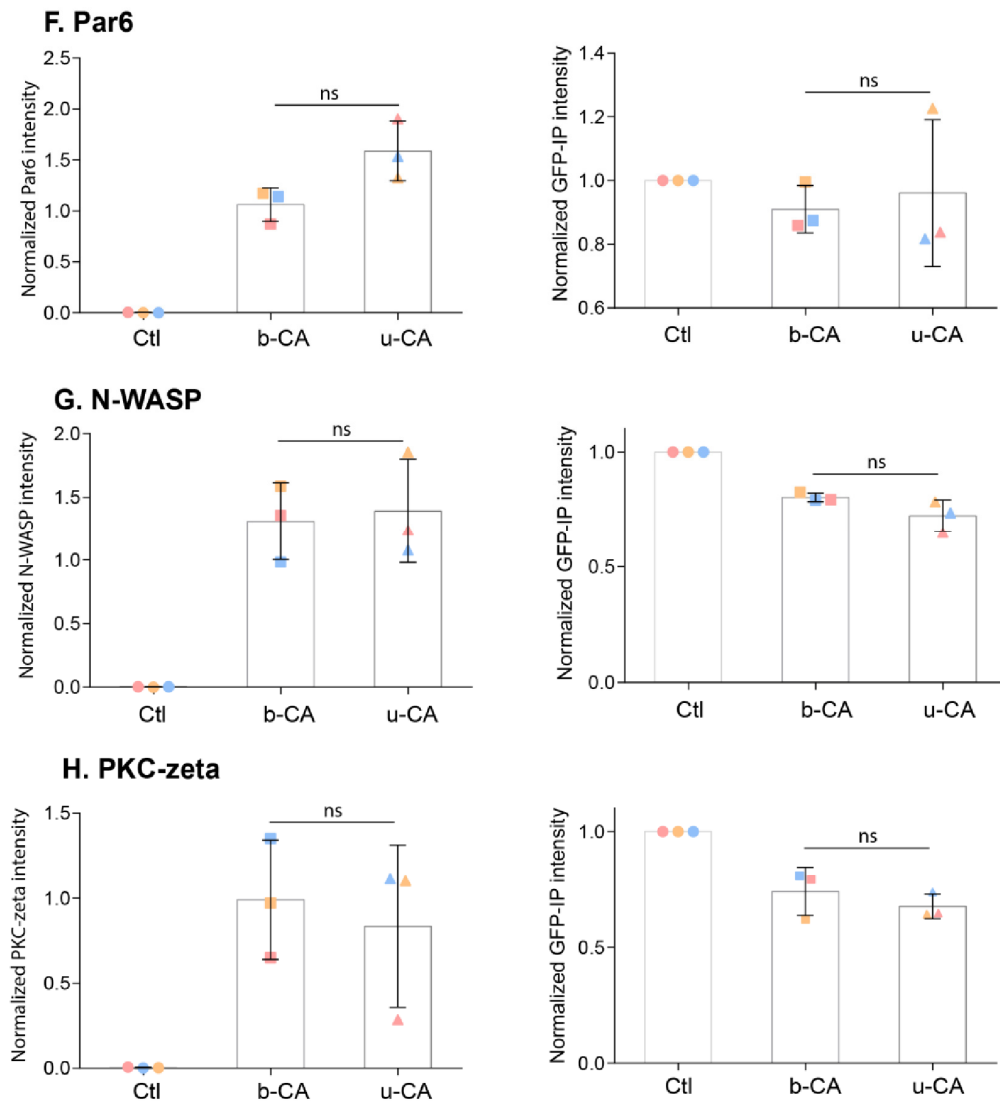 F. Par6
Normalized Par6 intensity
2.5
2.0
1.5
1.0
0.5
0.0
ns
Ctl
b-CA
u-CA
Normalized GFP-IP intensity
1.4
1.2
1.0
0.8
0.6
ns
Ctl
b-CA
u-CA
G. N-WASP
Normalized N-WASP intensity
2.0
1.5
1.0
0.5
0.0
ns
Ctl
b-CA
u-CA
Normalized GFP-IP intensity
1.0
0.5
0.0
ns
Ctl
b-CA
u-CA
H. PKC-zeta
Normalized PKC-zeta intensity
1.5
1.0
0.5
0.0
ns
Ctl
b-CA
u-CA
Normalized GFP-IP intensity
1.0
0.5
0.0
ns
Ctl
b-CA
u-CA